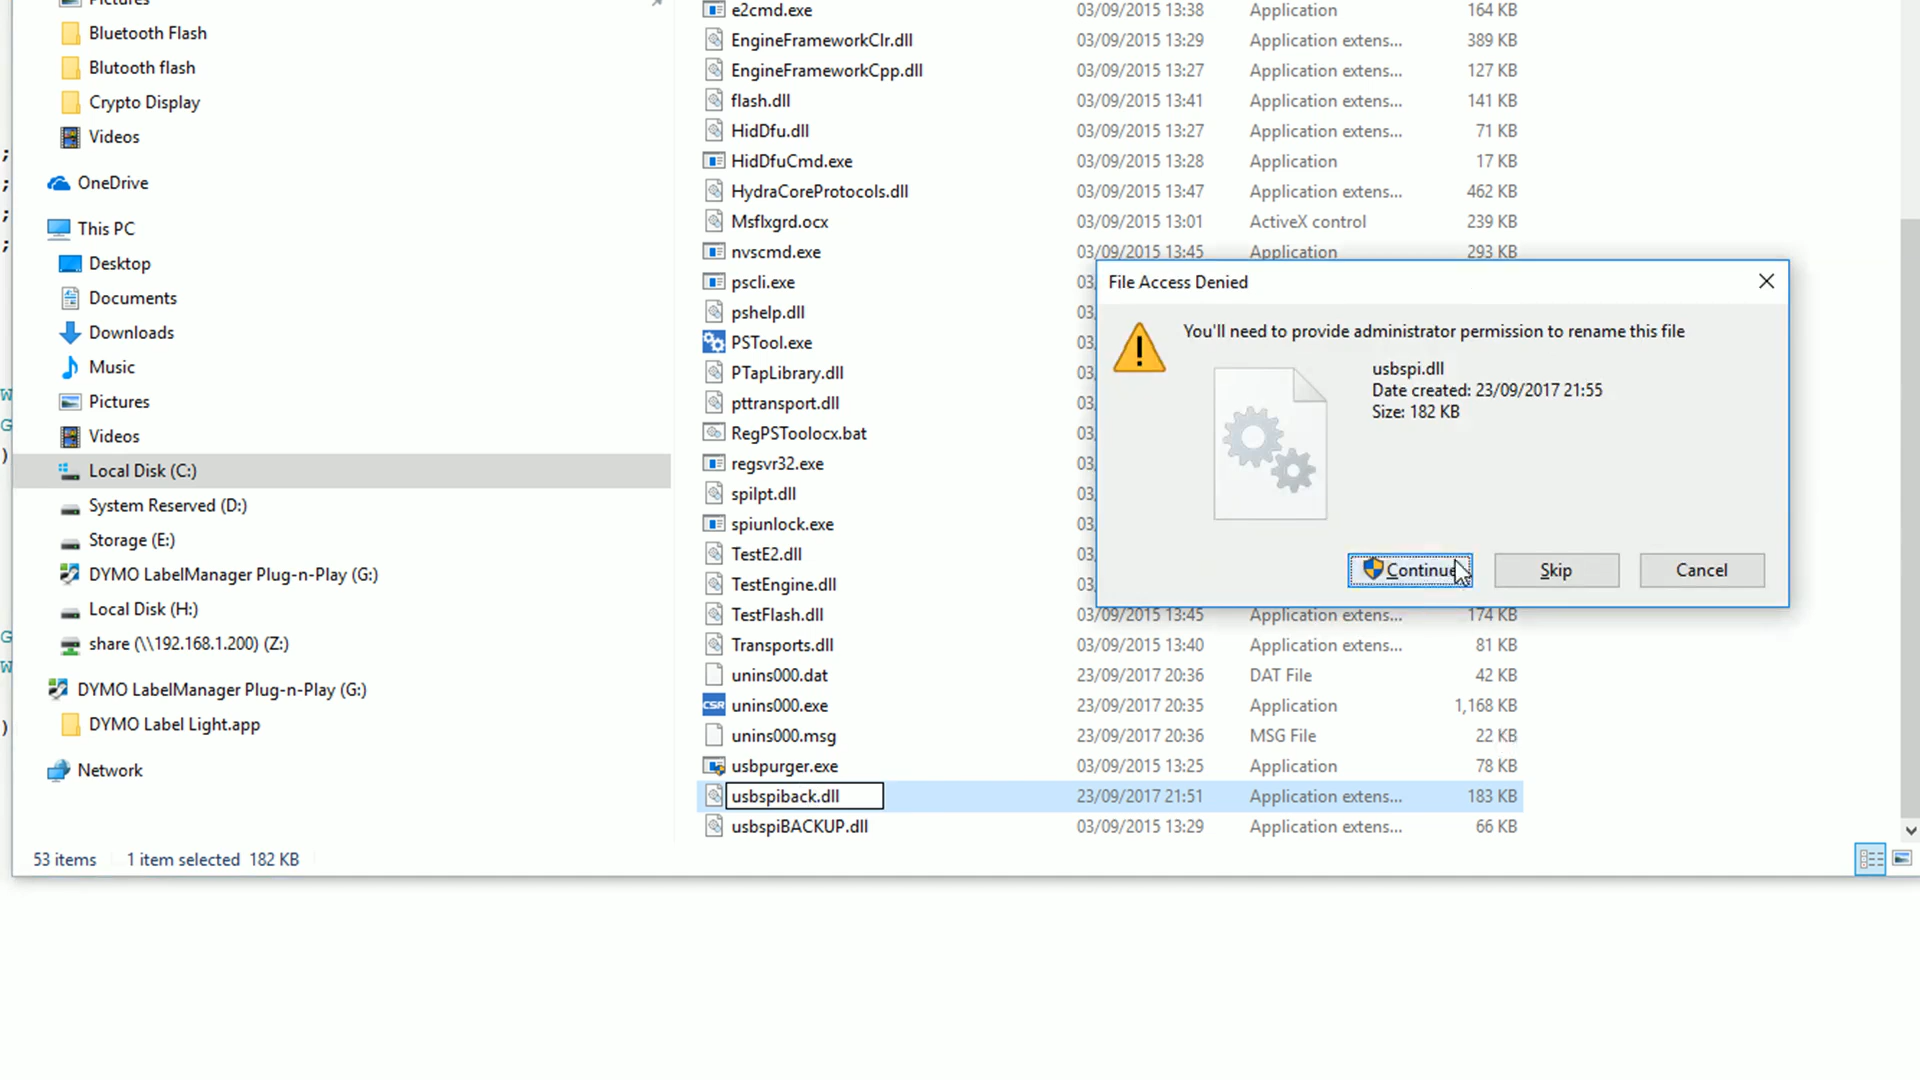 Pictures
Bluetooth Flash
Blutooth flash
Crypto Display
Videos
OneDrive
This PC
Desktop
Documents
Downloads
Music
Pictures
Videos
Local Disk (C:)
System Reserved (D:)
Storage (E:)
DYMO LabelManager Plug-n-Play (G:)
Local Disk (H:)
share (\\192.168.1.200) (Z:)
DYMO LabelManager Plug-n-Play (G:)
DYMO Label Light.app
Network
e2cmd.exe 03/09/2015 13:38 Application 164 KB
EngineFrameworkClr.dll 03/09/2015 13:29 Application extens... 389 KB
EngineFrameworkCpp.dll 03/09/2015 13:27 Application extens... 127 KB
flash.dll 03/09/2015 13:41 Application extens... 141 KB
HidDfu.dll 03/09/2015 13:27 Application extens... 71 KB
HidDfuCmd.exe 03/09/2015 13:28 Application 17 KB
HydraCoreProtocols.dll 03/09/2015 13:47 Application extens... 462 KB
Msflxgrd.ocx 03/09/2015 13:01 ActiveX control 239 KB
nvscmd.exe 03/09/2015 13:45 Application 293 KB
pscli.exe 03/
pshelp.dll 03/
PSTool.exe 03/
PTapLibrary.dll 03/
pttransport.dll 03/
RegPSToolocx.bat 03/
regsvr32.exe 03/
spilpt.dll 03/
spiunlock.exe 03/
TestE2.dll 03/
TestEngine.dll 03/
TestFlash.dll 03/09/2015 13:45 Application extens... 174 KB
Transports.dll 03/09/2015 13:40 Application extens... 81 KB
unins000.dat 23/09/2017 20:36 DAT File 42 KB
CSR unins000.exe 23/09/2017 20:35 Application 1,168 KB
unins000.msg 23/09/2017 20:36 MSG File 22 KB
usbpurger.exe 03/09/2015 13:25 Application 78 KB
usbspiback.dll 23/09/2017 21:51 Application extens... 183 KB
usbspiBACKUP.dll 03/09/2015 13:29 Application extens... 66 KB
File Access Denied
You'll need to provide administrator permission to rename this file
usbspi.dll
Date created: 23/09/2017 21:55
Size: 182 KB
Continue Skip Cancel
53 items 1 item selected 182 KB